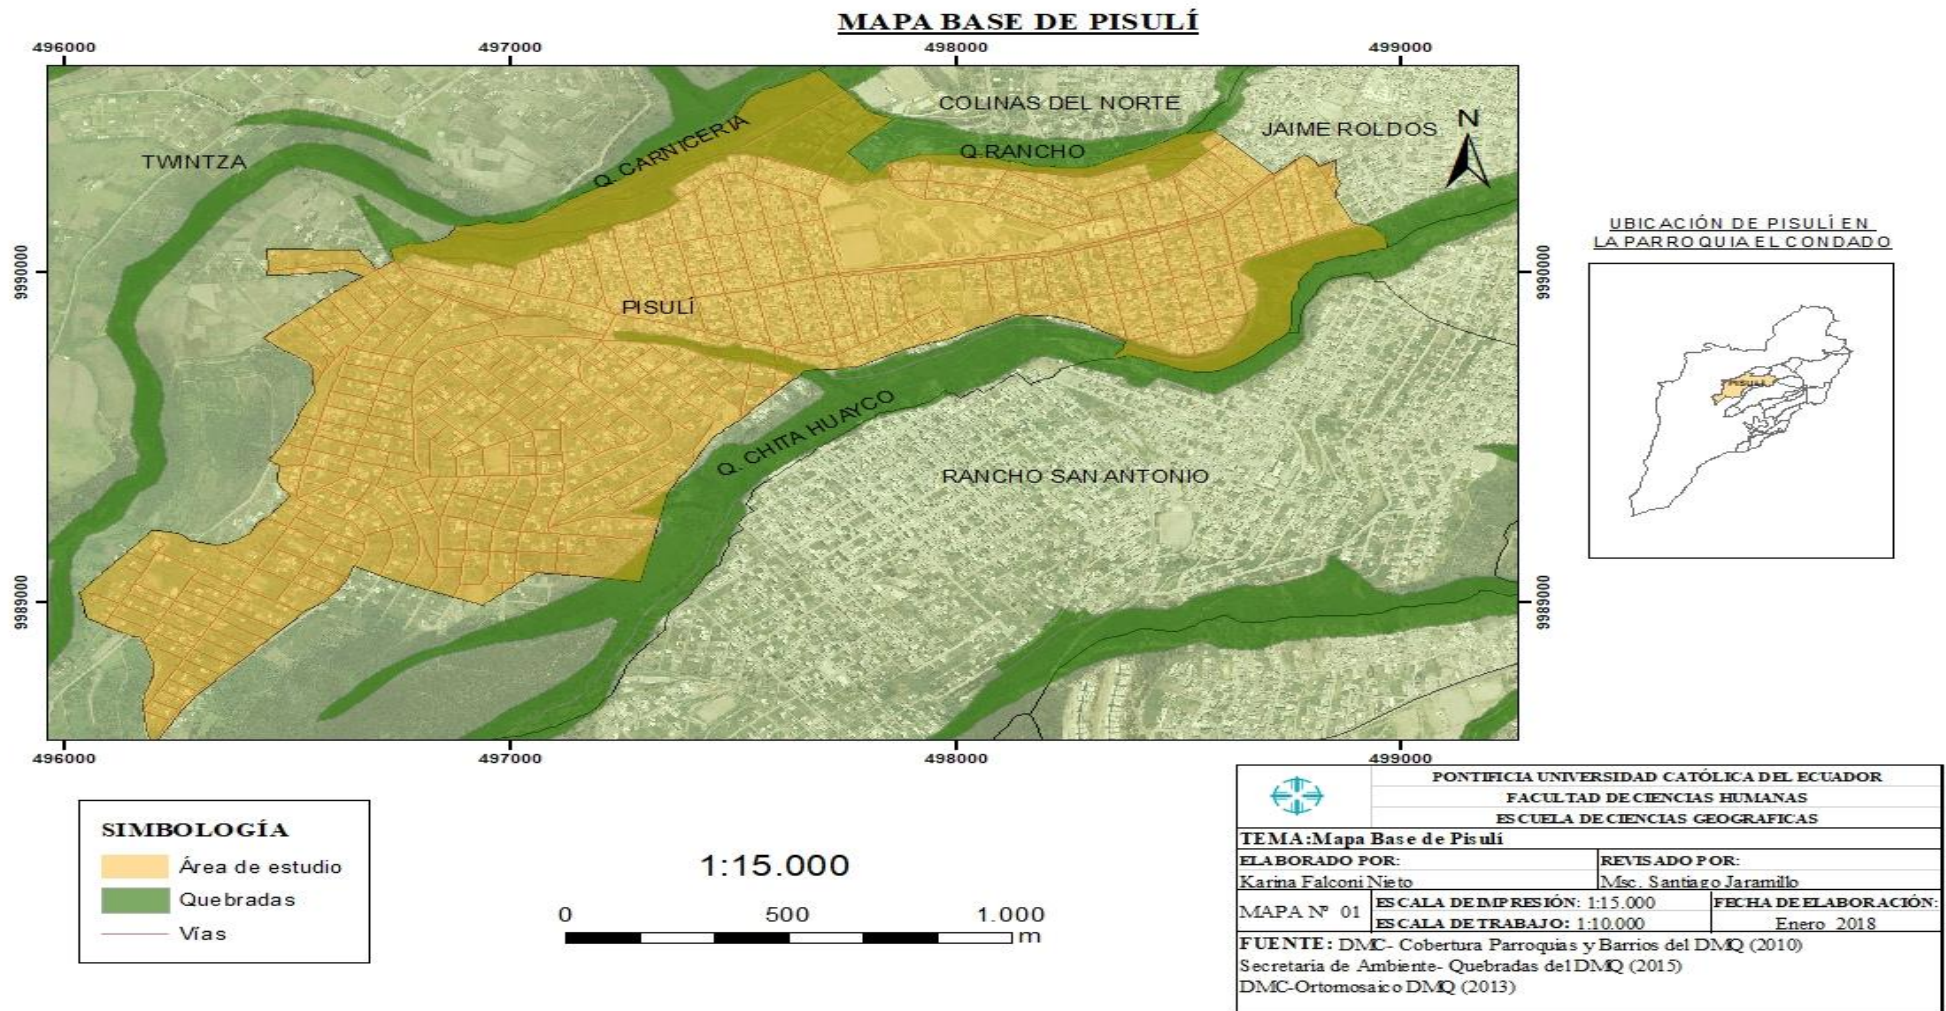 MAPA BASE DE PISULÍ
496000
497000
498000
499000
COLINAS DEL NORTE
JAIME ROLDOS
N
TWINTZA
Q. CARNICERIA
Q.RANCHO
9990000
9990000
PISULÍ
Q. CHITA HUAYCO
RANCHO SAN ANTONIO
9989000
9989000
496000
497000
498000
499000
UBICACIÓN DE PISULÍ EN
LA PARROQUIA EL CONDADO
PISULÍ
SIMBOLOGÍA
Área de estudio
Quebradas
Vías
1:15.000
0 500 1.000
m
PONTIFICIA UNIVERSIDAD CATÓLICA DEL ECUADOR
FACULTAD DE CIENCIAS HUMANAS
ESCUELA DE CIENCIAS GEOGRAFICAS
TEMA:Mapa Base de Pisulí
ELABORADO POR: REVISADO POR:
Karina Falconi Nieto Msc. Santiago Jaramillo
MAPA Nº 01
ESCALA DE IMPRESIÓN: 1:15.000
ESCALA DE TRABAJO: 1:10.000
FECHA DE ELABORACIÓN:
Enero 2018
FUENTE: DMC- Cobertura Parroquias y Barrios del DMQ (2010)
Secretaria de Ambiente- Quebradas del DMQ (2015)
DMC-Ortomosaico DMQ (2013)